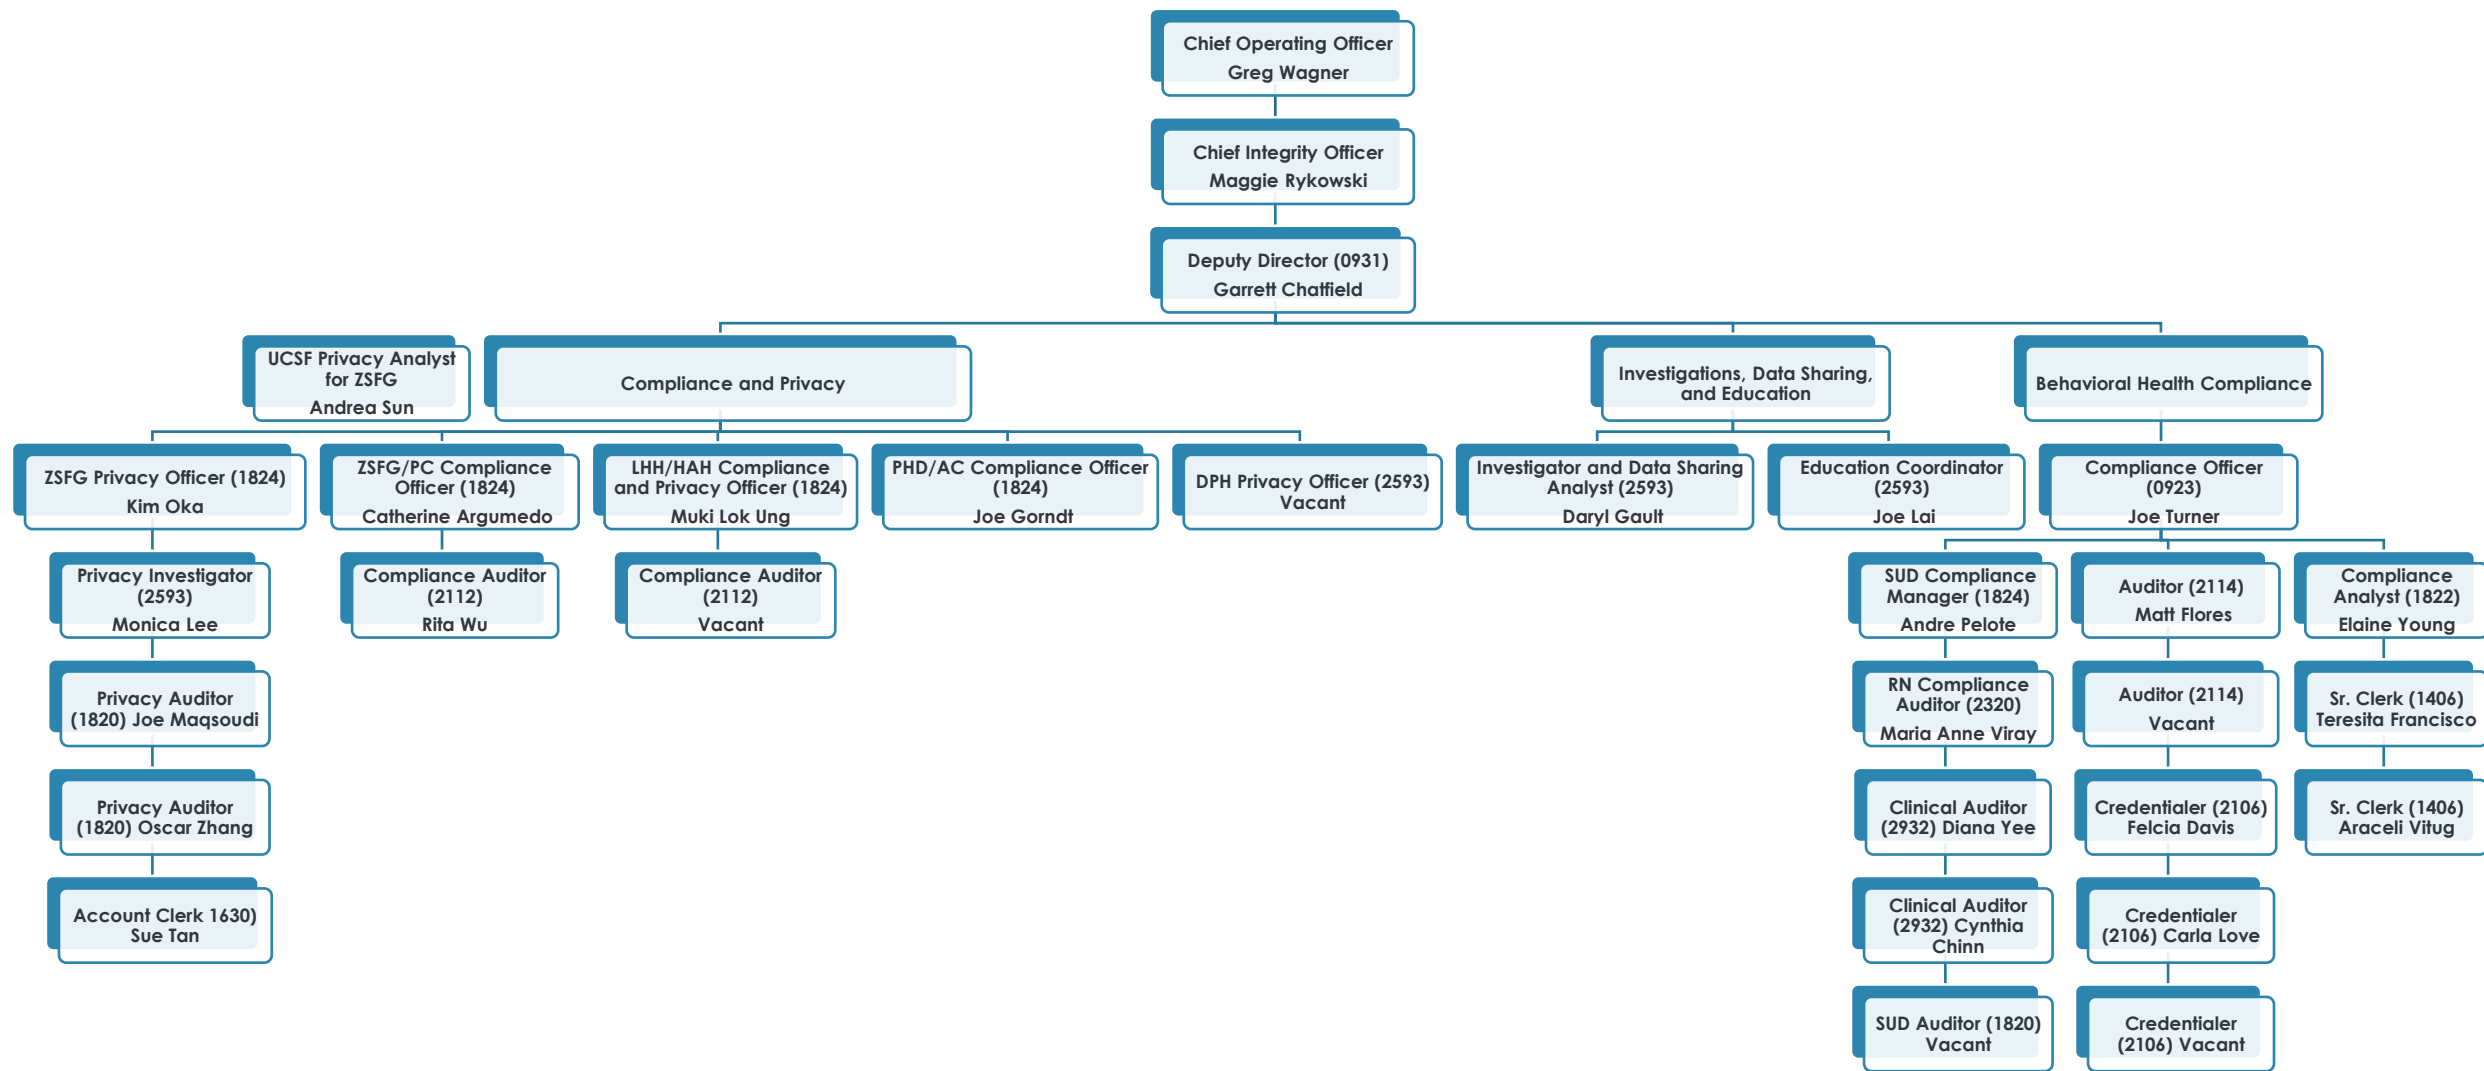 Chief Operating Officer
Greg Wagner
Chief Integrity Officer
Maggie Rykowski
Deputy Director (0931)
Garrett Chatfield
UCSF Privacy Analyst
for ZSFG
Andrea Sun
Compliance and Privacy
Investigations, Data Sharing,
and Education
Behavioral Health Compliance
ZSFG Privacy Officer (1824)
Kim Oka
ZSFG/PC Compliance
Officer (1824)
Catherine Argumedo
LHH/HAH Compliance
and Privacy Officer (1824)
Muki Lok Ung
PHD/AC Compliance Officer
(1824)
Joe Gorndt
DPH Privacy Officer (2593)
Vacant
Investigator and Data Sharing
Analyst (2593)
Daryl Gault
Education Coordinator
(2593)
Joe Lai
Compliance Officer
(0923)
Joe Turner
Privacy Investigator
(2593)
Monica Lee
Compliance Auditor
(2112)
Rita Wu
Compliance Auditor
(2112)
Vacant
SUD Compliance
Manager (1824)
Andre Pelote
Auditor (2114)
Matt Flores
Compliance
Analyst (1822)
Elaine Young
Privacy Auditor
(1820) Joe Maqsoudi
RN Compliance
Auditor (2320)
Maria Anne Viray
Auditor (2114)
Vacant
Sr. Clerk (1406)
Teresita Francisco
Privacy Auditor
(1820) Oscar Zhang
Clinical Auditor
(2932) Diana Yee
Credentialer (2106)
Felcia Davis
Sr. Clerk (1406)
Araceli Vitug
Account Clerk 1630)
Sue Tan
Clinical Auditor
(2932) Cynthia
Chinn
Credentialer
(2106) Carla Love
SUD Auditor (1820)
Vacant
Credentialer
(2106) Vacant